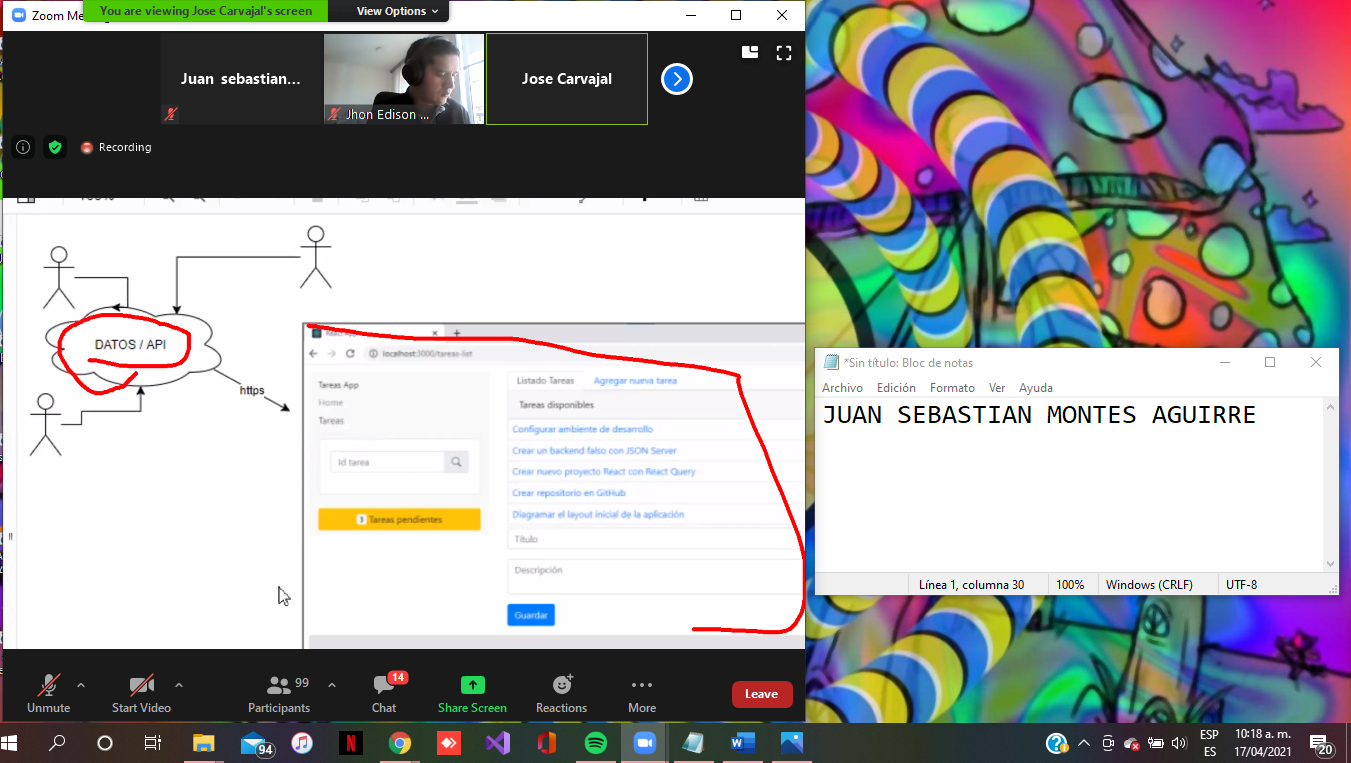 Zoom Me
You are viewing Jose Carvajal's screen
View Options
Juan sebastian...
Jhon Edison ...
Jose Carvajal
Recording
DATOS / API
https
localhost:3000/tareas-list
Tareas App
Home
Tareas
Id tarea
3 Tareas pendientes
Listado Tareas
Agregar nueva tarea
Tareas disponibles
Configurar ambiente de desarrollo
Crear un backend falso con JSON Server
Crear nuevo proyecto React con React Query
Crear repositorio en GitHub
Diagramar el layout inicial de la aplicación
Título
Descripción
Guardar
Unmute
Start Video
99
Participants
14
Chat
Share Screen
Reactions
More
Leave
*Sin título: Bloc de notas
Archivo Edición Formato Ver Ayuda
JUAN SEBASTIAN MONTES AGUIRRE
Línea 1, columna 30 100% Windows (CRLF) UTF-8
94
ESP
ES
10:18 a. m.
17/04/2021
20